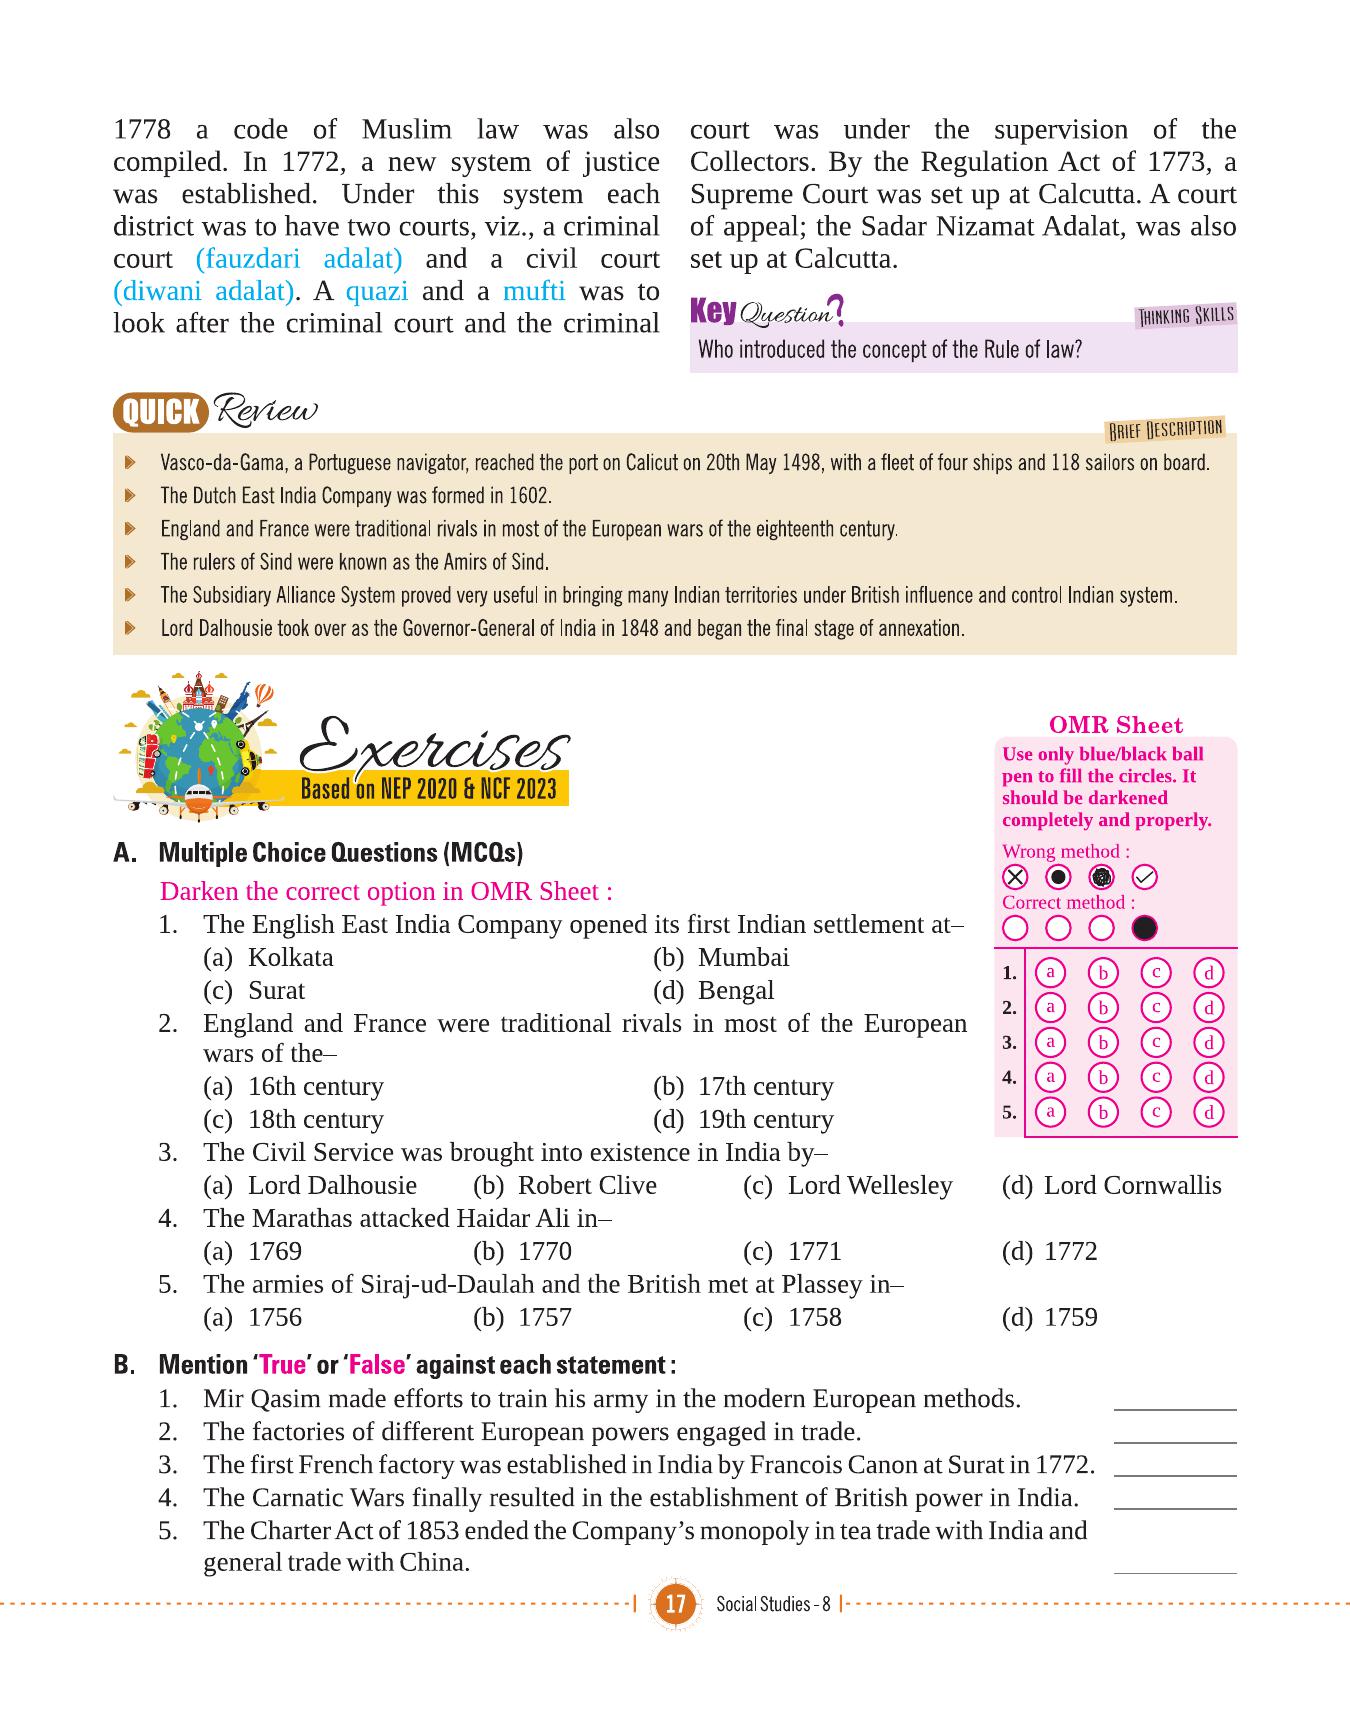 1778 a code of Muslim law was also
compiled. In 1772, a new system of justice
was established. Under this system each
district was to have two courts, viz., a criminal
court (fauzdari adalat) and a civil court
(diwani adalat). A quazi and a mufti was to
look after the criminal court and the criminal
court was under the supervision of the
Collectors. By the Regulation Act of 1773, a
Supreme Court was set up at Calcutta. A court
of appeal; the Sadar Nizamat Adalat, was also
set up at Calcutta.
Key Question?
THINKING SKILLS
Who introduced the concept of the Rule of law?
QUICK Review
BRIEF DESCRIPTION
Vasco-da-Gama, a Portuguese navigator, reached the port on Calicut on 20th May 1498, with a fleet of four ships and 118 sailors on board.
The Dutch East India Company was formed in 1602.
England and France were traditional rivals in most of the European wars of the eighteenth century.
The rulers of Sind were known as the Amirs of Sind.
The Subsidiary Alliance System proved very useful in bringing many Indian territories under British influence and control Indian system.
Lord Dalhousie took over as the Governor-General of India in 1848 and began the final stage of annexation.
Exercises
Based on NEP 2020 & NCF 2023
A. Multiple Choice Questions (MCQs)
Darken the correct option in OMR Sheet :
1. The English East India Company opened its first Indian settlement at–
(a) Kolkata (b) Mumbai
(c) Surat (d) Bengal
2. England and France were traditional rivals in most of the European
wars of the–
(a) 16th century (b) 17th century
(c) 18th century (d) 19th century
3. The Civil Service was brought into existence in India by–
(a) Lord Dalhousie (b) Robert Clive (c) Lord Wellesley (d) Lord Cornwallis
4. The Marathas attacked Haidar Ali in–
(a) 1769 (b) 1770 (c) 1771 (d) 1772
5. The armies of Siraj-ud-Daulah and the British met at Plassey in–
(a) 1756 (b) 1757 (c) 1758 (d) 1759
OMR Sheet
Use only blue/black ball
pen to fill the circles. It
should be darkened
completely and properly.
Wrong method :
Correct method :
1. a b c d
2. a b c d
3. a b c d
4. a b c d
5. a b c d
B. Mention ‘True’ or ‘False’ against each statement :
1. Mir Qasim made efforts to train his army in the modern European methods.
2. The factories of different European powers engaged in trade.
3. The first French factory was established in India by Francois Canon at Surat in 1772.
4. The Carnatic Wars finally resulted in the establishment of British power in India.
5. The Charter Act of 1853 ended the Company’s monopoly in tea trade with India and
general trade with China.
17 Social Studies - 8